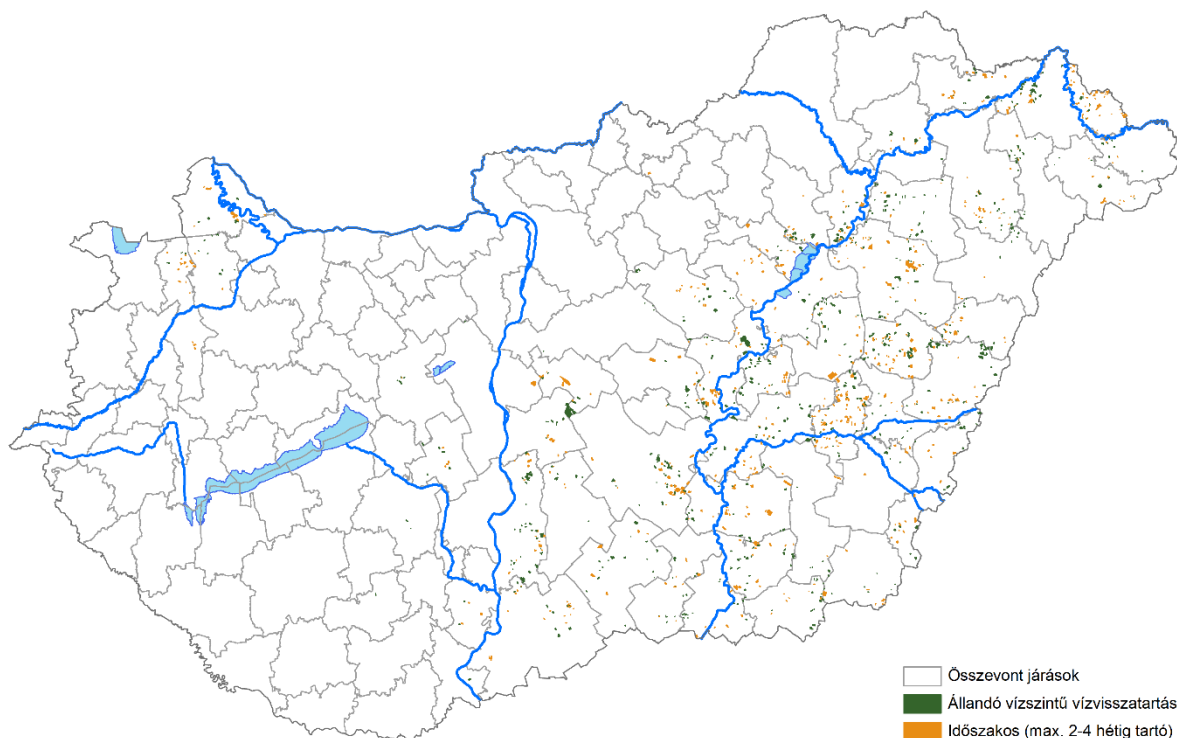 Összevont járások
Állandó vízszintű vízvisszatartás
Időszakos (max. 2-4 hétig tartó)